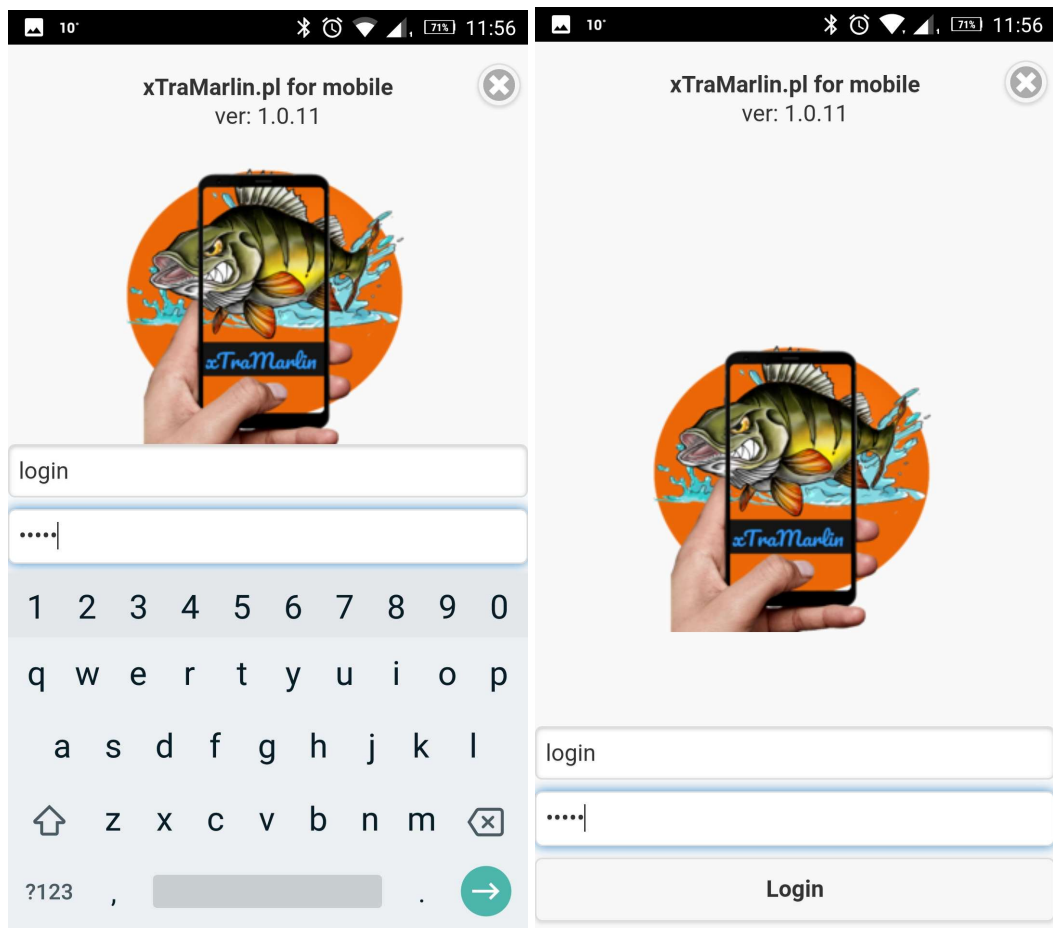 10°
71%
11:56
xTraMarlin.pl for mobile
ver: 1.0.11
xTraMarlin
login
•••••
1 2 3 4 5 6 7 8 9 0
q w e r t y u i o p
a s d f g h j k l
z x c v b n m
?123 , .
10°
71%
11:56
xTraMarlin.pl for mobile
ver: 1.0.11
xTraMarlin
login
•••••
Login